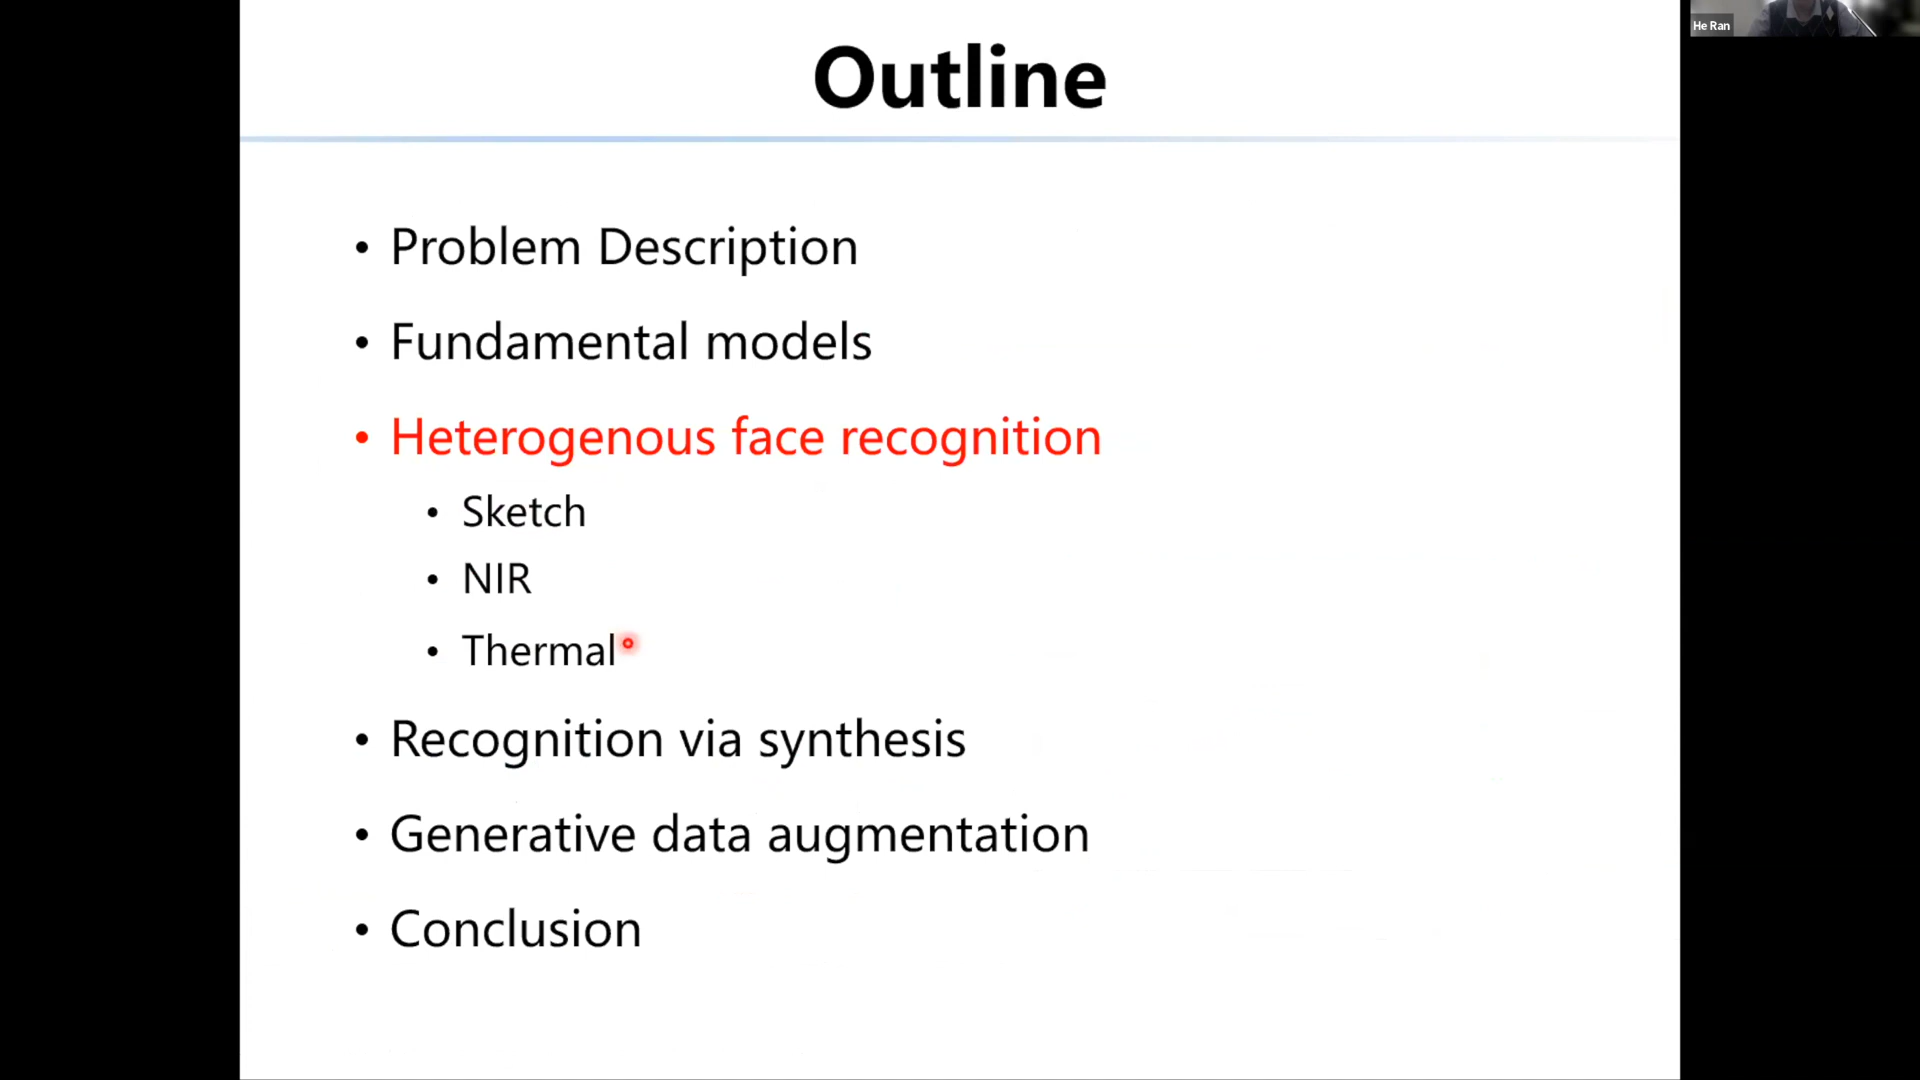 Outline
He Ran
• Problem Description
• Fundamental models
• Heterogenous face recognition
• Sketch
• NIR
• Thermal
• Recognition via synthesis
• Generative data augmentation
• Conclusion